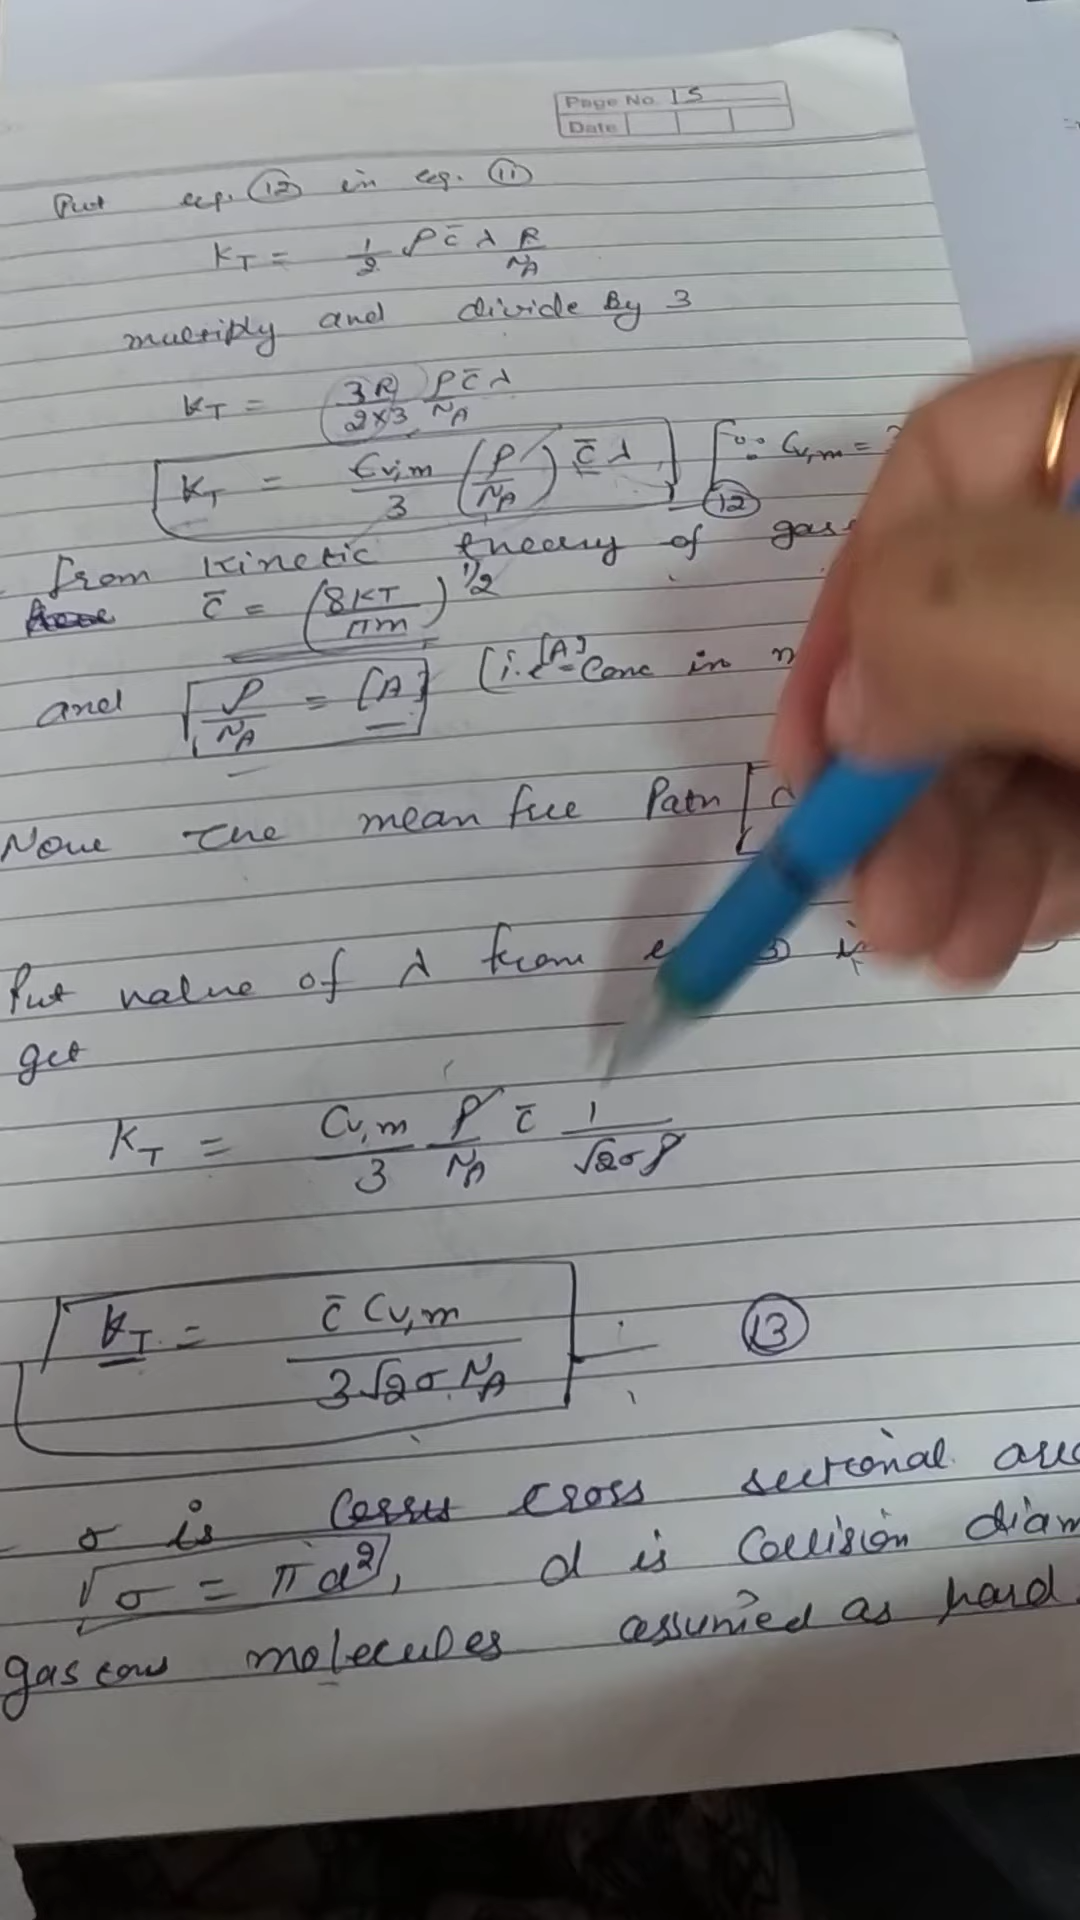 Page No. 15
Date
Put eq. (12) in eq. (11)
K_T = 1/2 ρ c̄ λ R/N_A
multiply and divide By 3
K_T = (3R/2×3) ρ c̄ λ/N_A
K_T = C_v,m/3 (ρ/N_A) c̄ λ [∵ C_v,m =
(12)
from Kinetic theory of gas
c̄ = (8KT/πm)^1/2
and ρ/N_A = [A] (i.e [A] = Conc in
Now the mean free Path
Put value of λ from
get
K_T = C_v,m/3 ρ/N_A c̄ 1/√2σρ
K_T = c̄ C_v,m/3√2σ.N_A (13)
σ is cross sectional
σ = πd², d is Collision
gaseous molecules assumied as hard